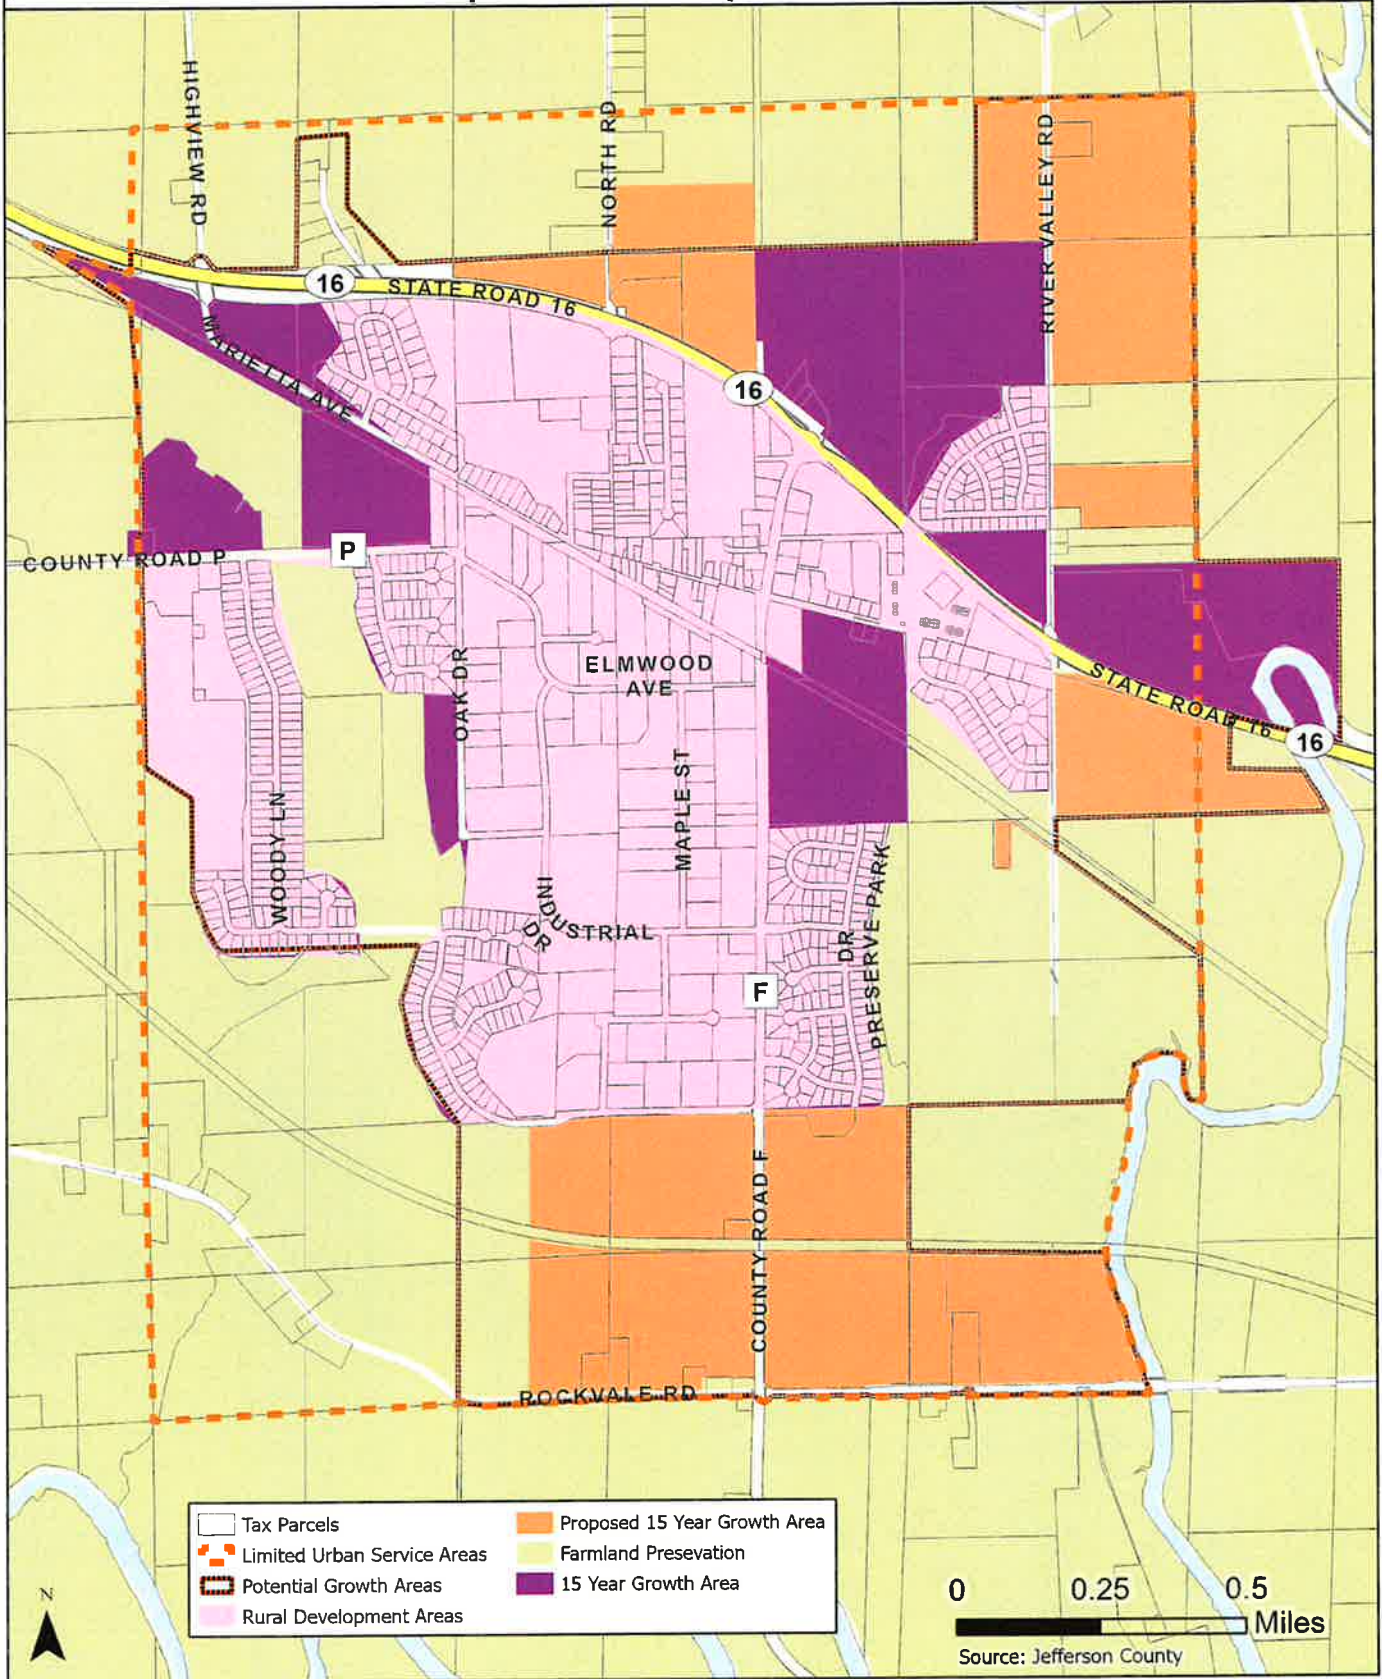 HIGHVIEW RD
NORTH RD
RIVER VALLEY RD
16
STATE ROAD 16
MARIETTA AVE
16
COUNTY ROAD P
P
OAK DR
ELMWOOD
AVE
STATE ROAD 16
16
WOODY LN
MAPLE ST
INDUSTRIAL
DR
PRESERVE PARK
DR
F
COUNTY ROAD F
ROCKVALE RD
Tax Parcels
Limited Urban Service Areas
Potential Growth Areas
Rural Development Areas
Proposed 15 Year Growth Area
Farmland Presevation
15 Year Growth Area
N
0 0.25 0.5
Miles
Source: Jefferson County